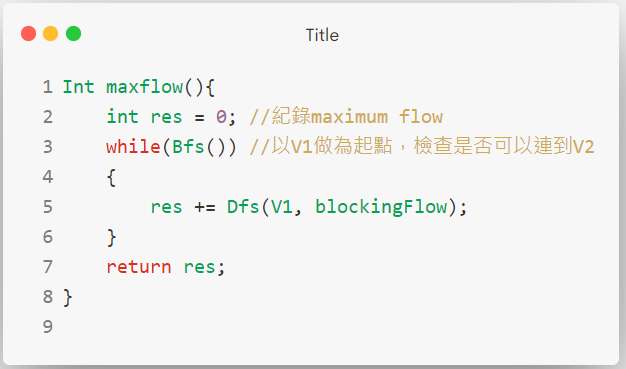 Title
1 Int maxflow(){
2 int res = 0; //紀錄maximum flow
3 while(Bfs()) //以V1做為起點，檢查是否可以連到V2
4 {
5 res += Dfs(V1, blockingFlow);
6 }
7 return res;
8 }
9